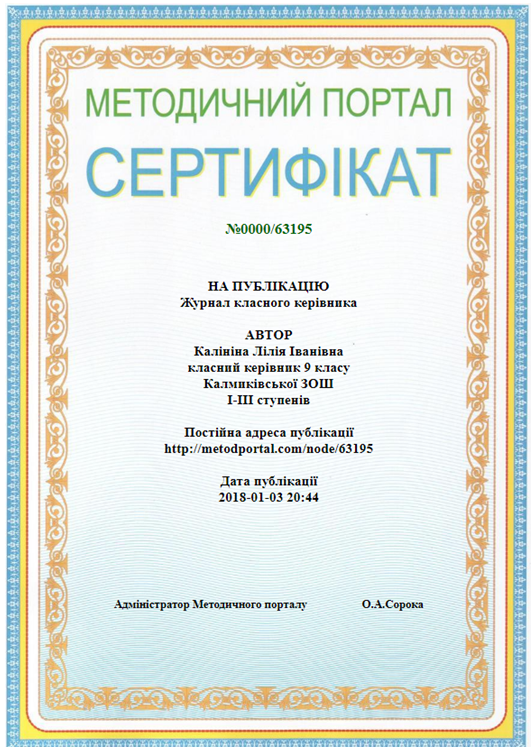 МЕТОДИЧНИЙ ПОРТАЛ
СЕРТИФІКАТ
№0000/63195
НА ПУБЛІКАЦІЮ
Журнал класного керівника
АВТОР
Калініна Лілія Іванівна
класний керівник 9 класу
Калмиківської ЗОШ
І-ІІІ ступенів
Постійна адреса публікації
http://metodportal.com/node/63195
Дата публікації
2018-01-03 20:44
Адміністратор Методичного порталу О.А.Сорока